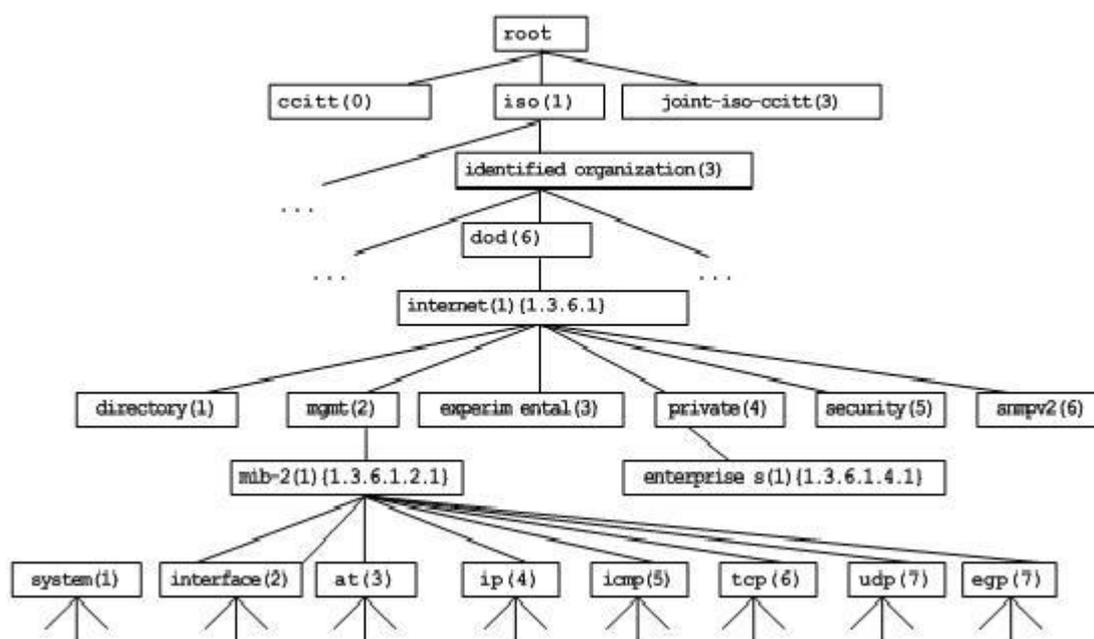 root
ccitt(0)
iso(1)
joint-iso-ccitt(3)
identified organization(3)
...
dod(6)
...
...
internet(1){1.3.6.1}
directory(1)
mgmt(2)
experim ental(3)
private(4)
security(5)
snmpv2(6)
mib-2(1){1.3.6.1.2.1}
enterprise s(1){1.3.6.1.4.1}
system(1)
interface(2)
at(3)
ip(4)
icmp(5)
tcp(6)
udp(7)
egp(7)